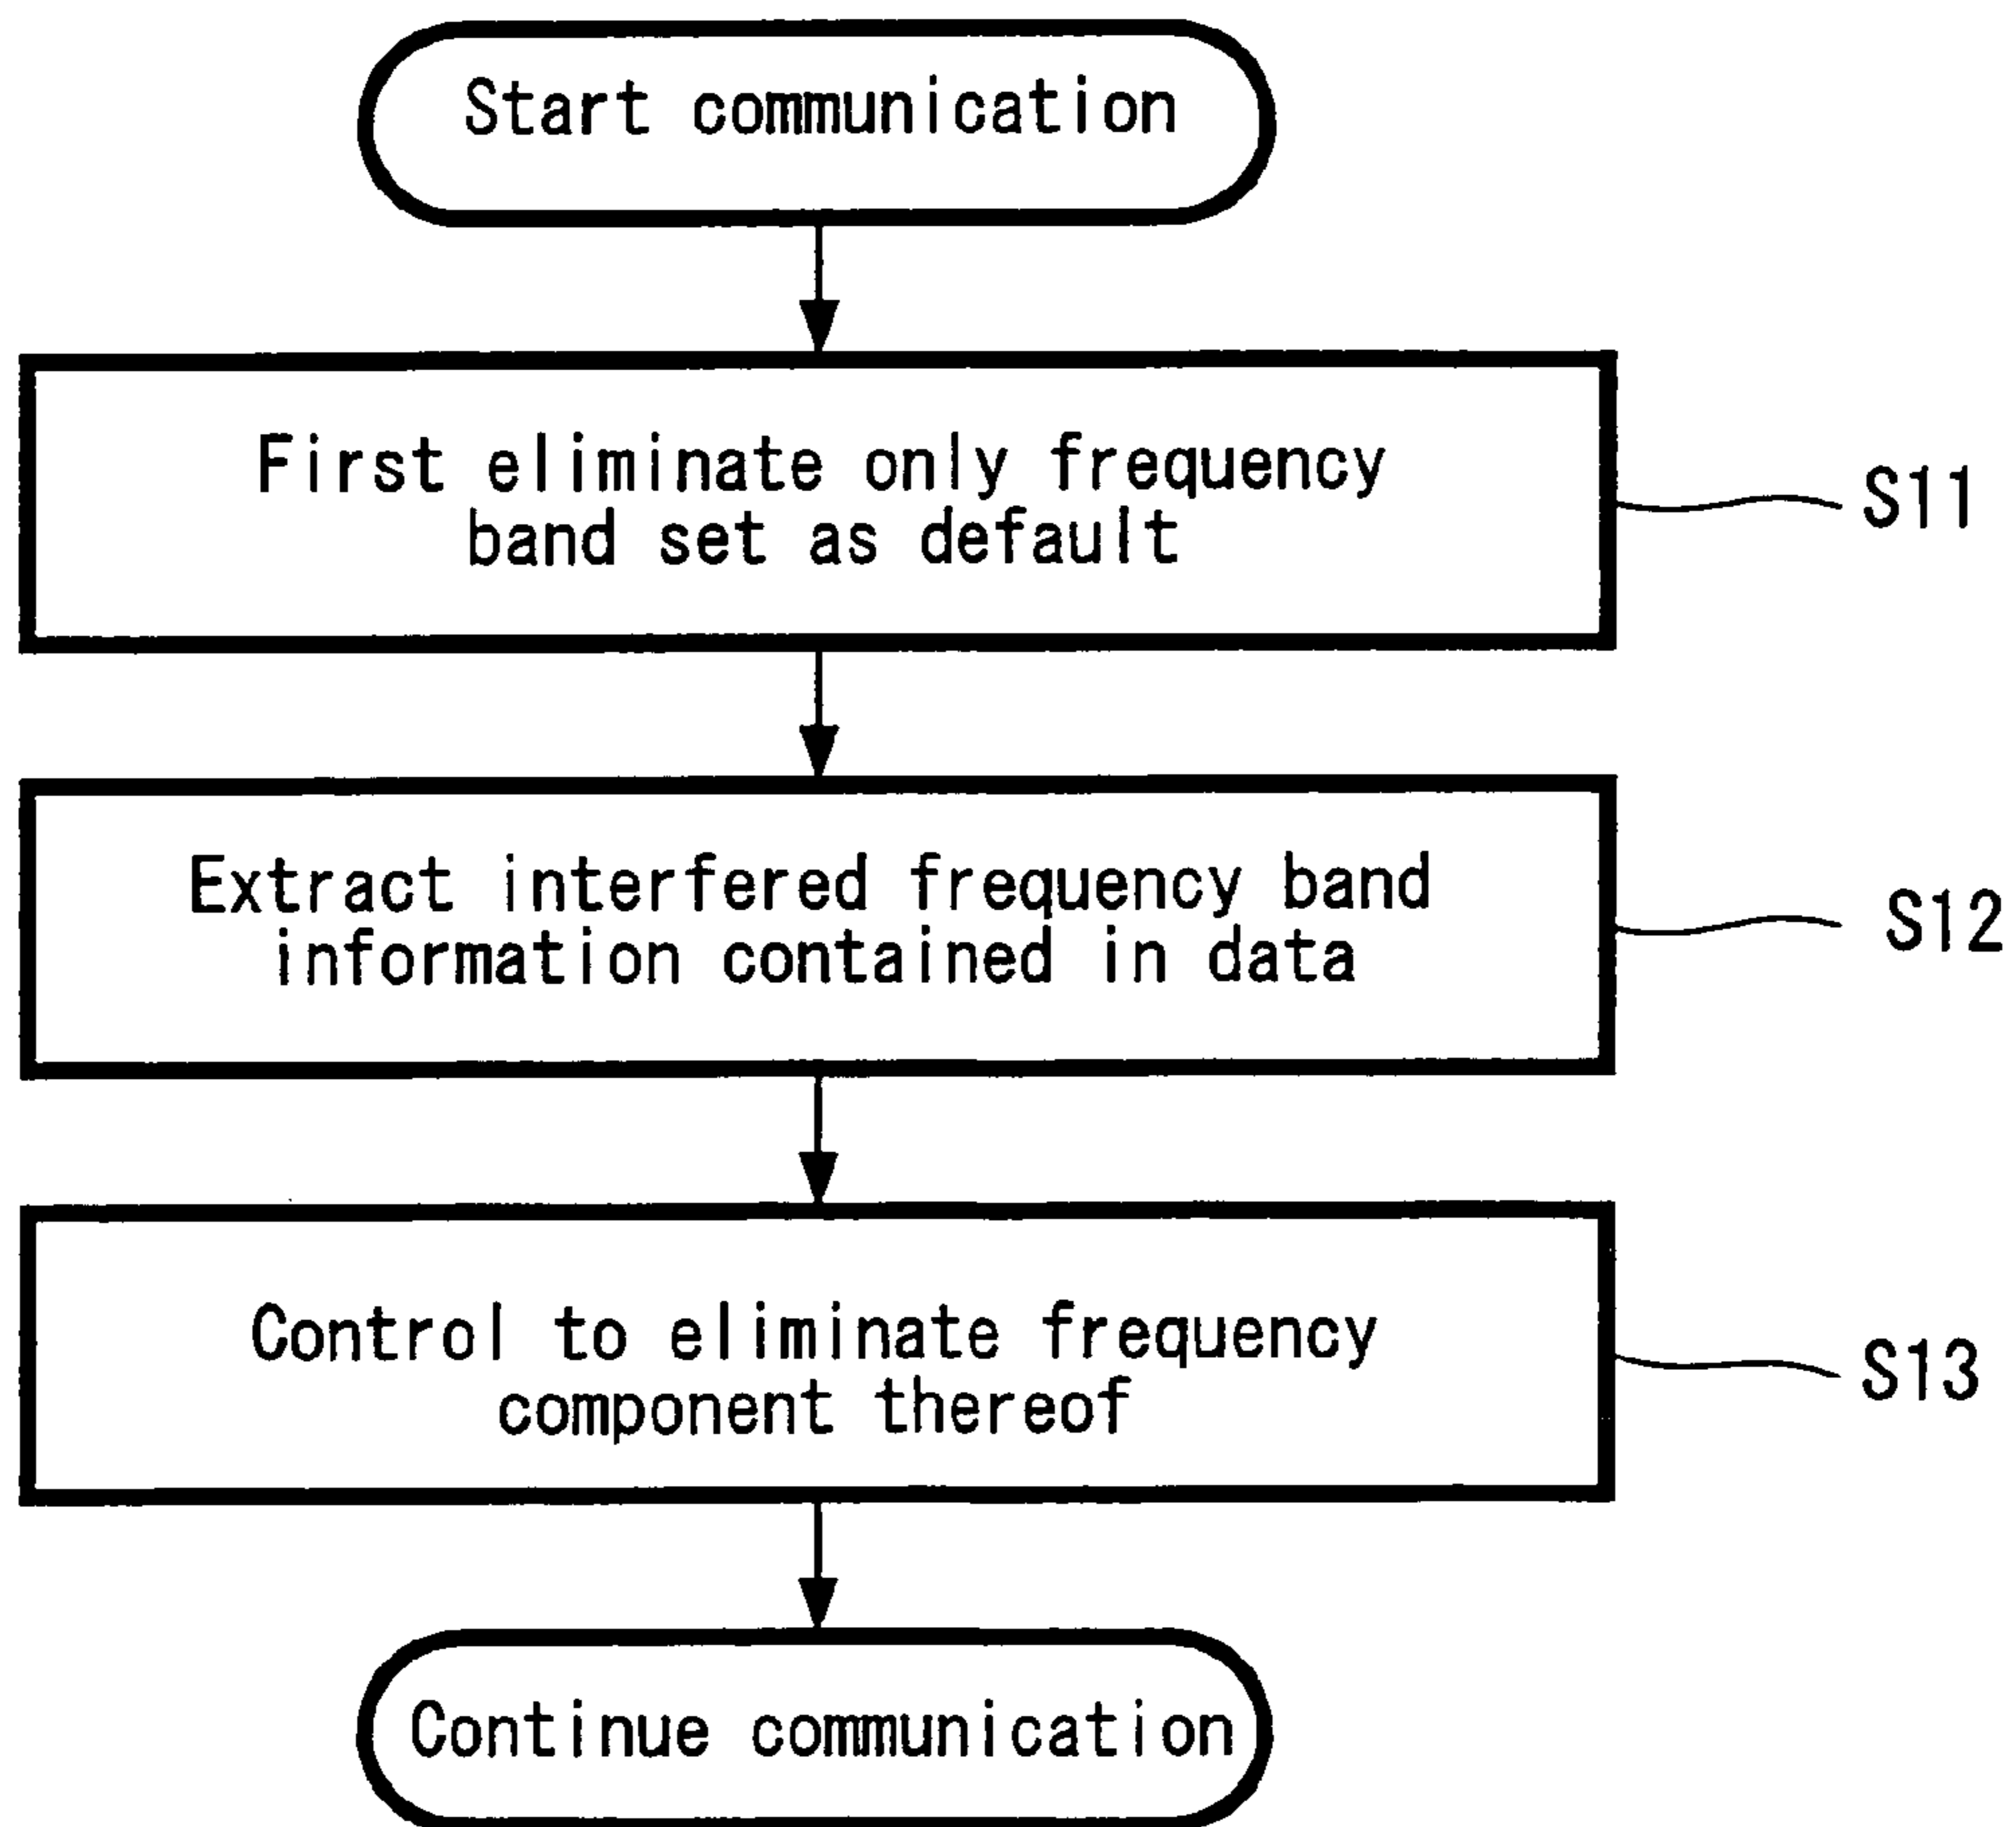 Start communication
First eliminate only frequency
band set as default
S11
Extract interfered frequency band
information contained in data
S12
Control to eliminate frequency
component thereof
S13
Continue communication